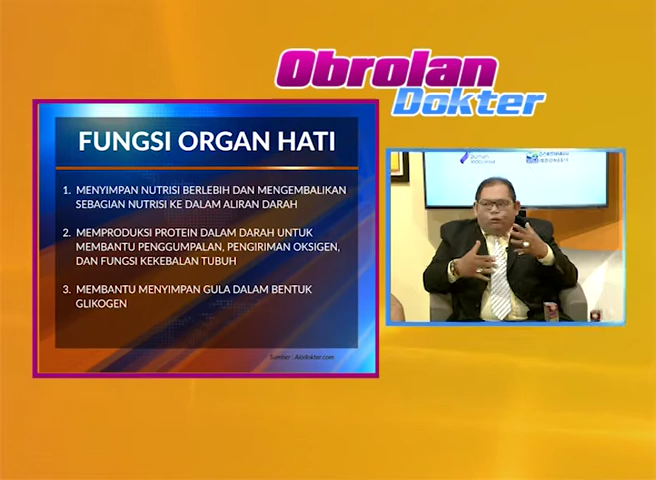 Obrolan
Dokter
FUNGSI ORGAN HATI
1. MENYIMPAN NUTRISI BERLEBIH DAN MENGEMBALIKAN
SEBAGIAN NUTRISI KE DALAM ALIRAN DARAH
2. MEMPRODUKSI PROTEIN DALAM DARAH UNTUK
MEMBANTU PENGGUMPALAN, PENGIRIMAN OKSIGEN,
DAN FUNGSI KEKEBALAN TUBUH
3. MEMBANTU MENYIMPAN GULA DALAM BENTUK
GLIKOGEN
Sumber : Alodokter.com